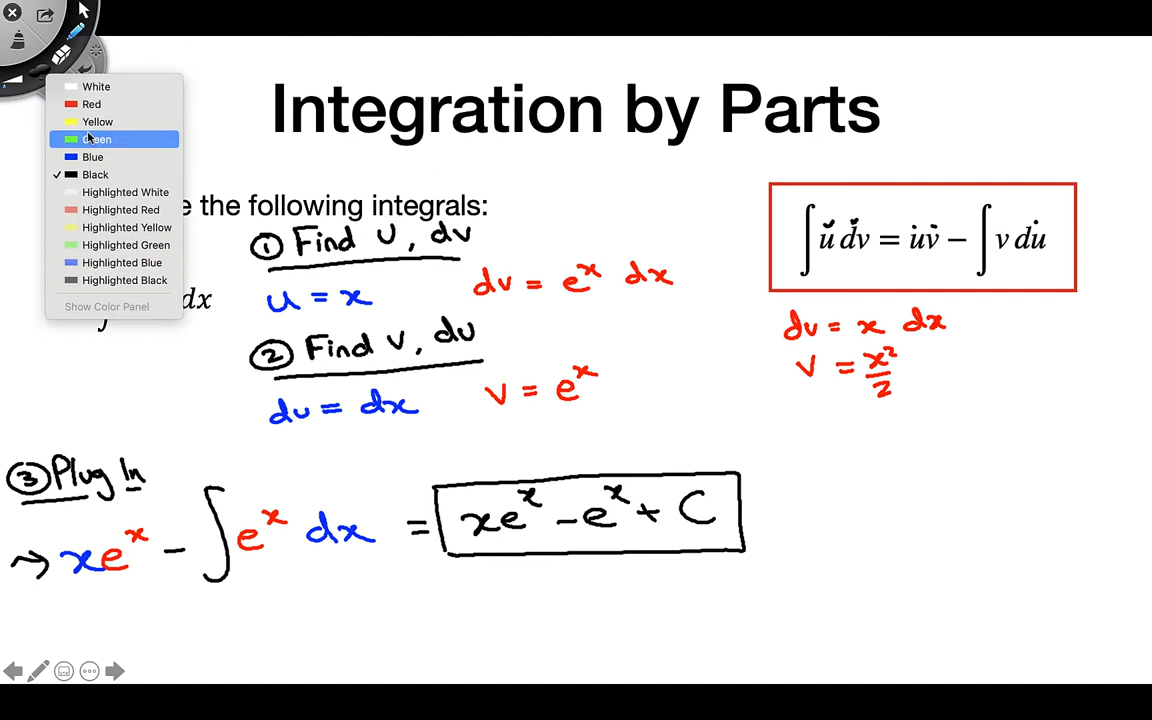 Integration by Parts
White
Red
Yellow
Green
Blue
✓ Black
Highlighted White
Highlighted Red
Highlighted Yellow
Highlighted Green
Highlighted Blue
Highlighted Black
Show Color Panel
e the following integrals:
∫ u dv = uv − ∫ v du
① Find u, dv
dx
u = x
dv = e^x dx
dv = x dx
② Find v, du
v = x²/2
du = dx
v = e^x
③ Plug In
→ xe^x − ∫ e^x dx = xe^x − e^x + C